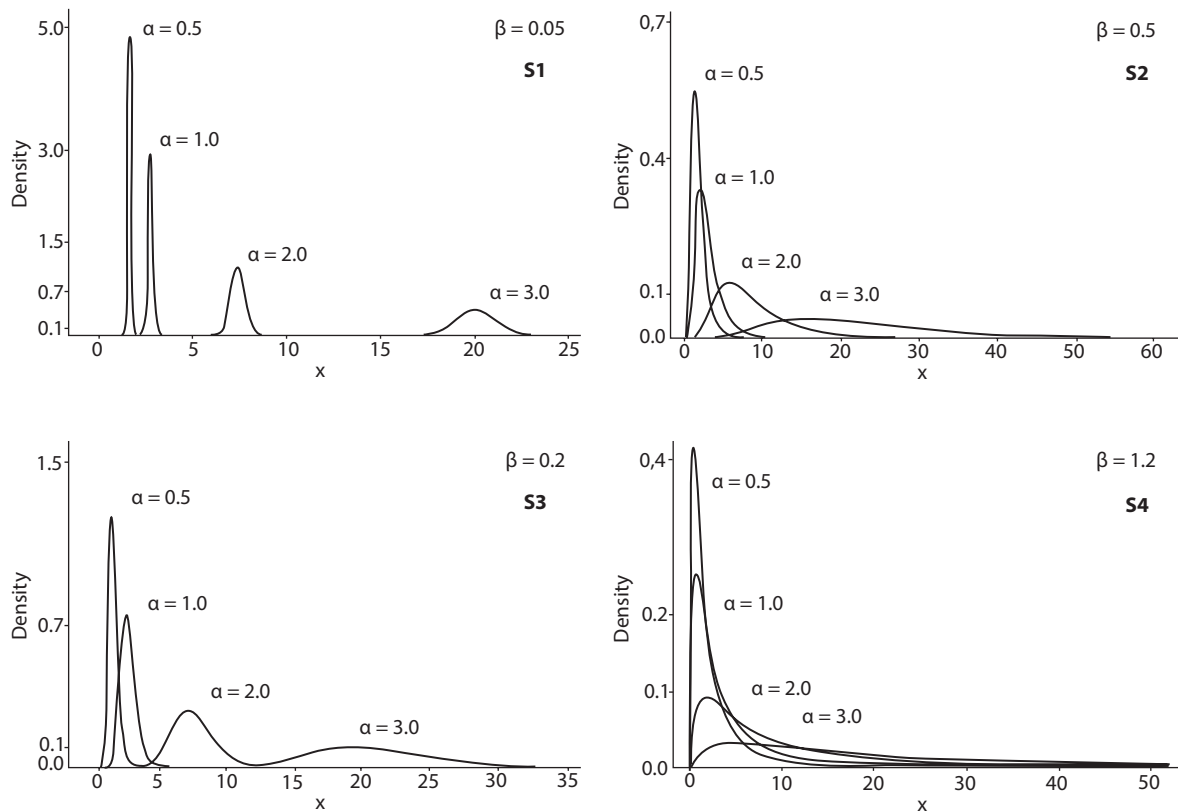 5.0
3.0
1.5
0.7
0.1
Density
α = 0.5
α = 1.0
α = 2.0
α = 3.0
β = 0.05
S1
0 5 10 15 20 25
x
0,7
0.4
0.1
0.0
Density
α = 0.5
α = 1.0
α = 2.0
α = 3.0
β = 0.5
S2
0 10 20 30 40 50 60
x
1.5
0.7
0.1
0.0
Density
α = 0.5
α = 1.0
α = 2.0
α = 3.0
β = 0.2
S3
0 5 10 15 20 25 30 35
x
0,4
0.2
0.1
0.0
Density
α = 0.5
α = 1.0
α = 2.0
α = 3.0
β = 1.2
S4
0 10 20 30 40 50
x